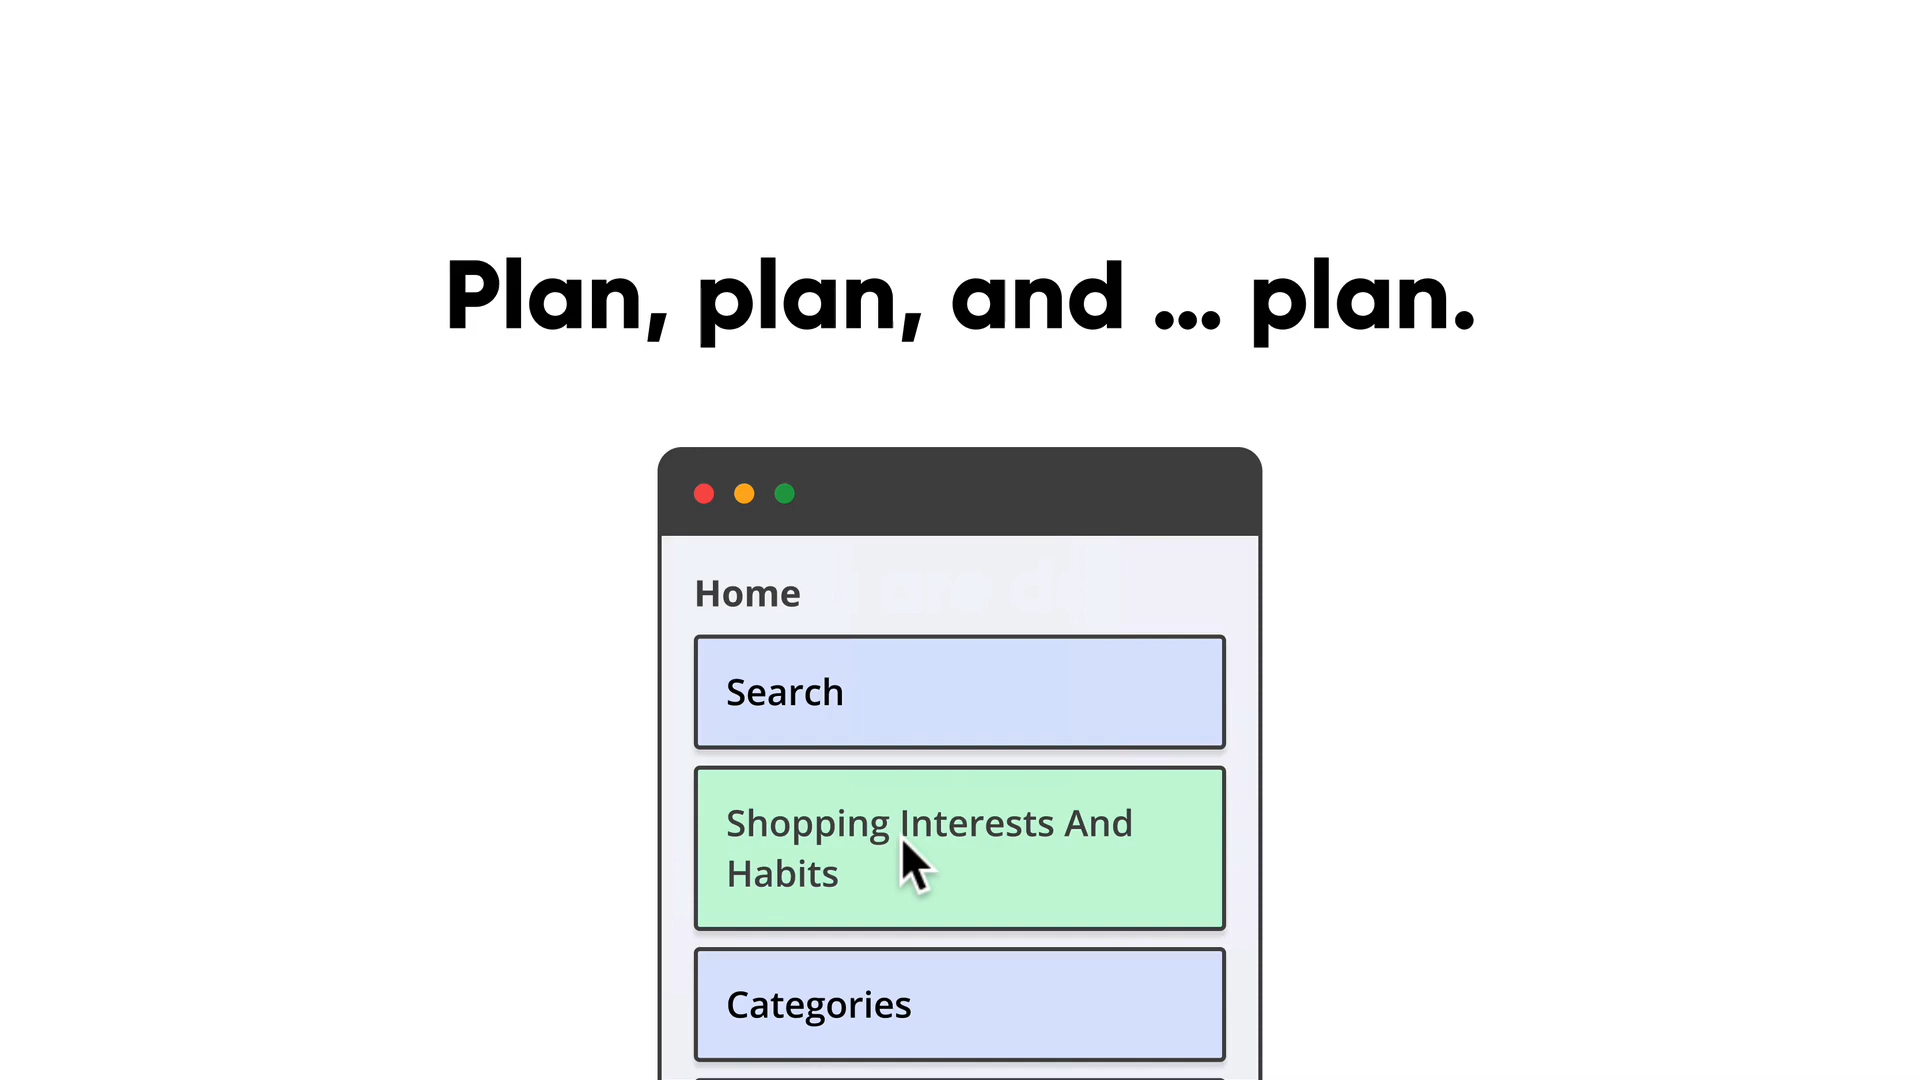 Plan, plan, and ... plan.
Home
Search
Shopping Interests And
Habits
Categories